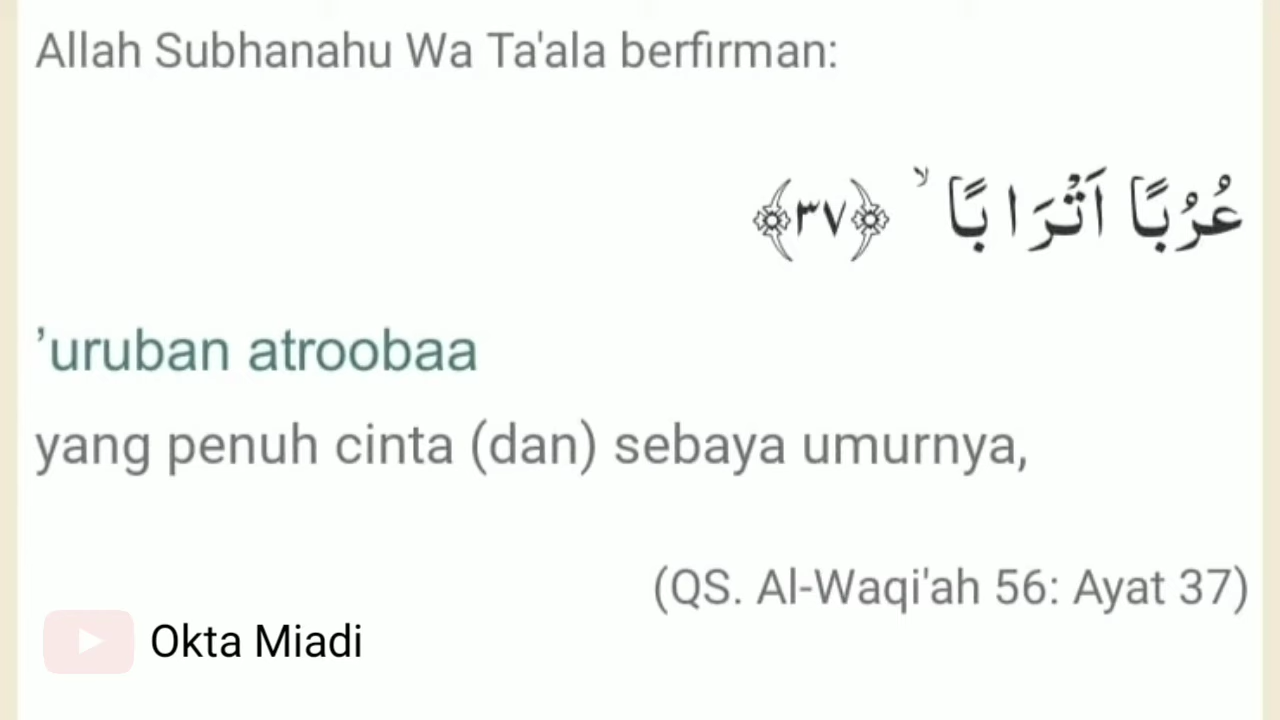 Allah Subhanahu Wa Ta'ala berfirman:
عُرُبًا اَتْرَا بًا ۙ ﴿٣٧﴾
’uruban atroobaa
yang penuh cinta (dan) sebaya umurnya,
(QS. Al-Waqi'ah 56: Ayat 37)
Okta Miadi